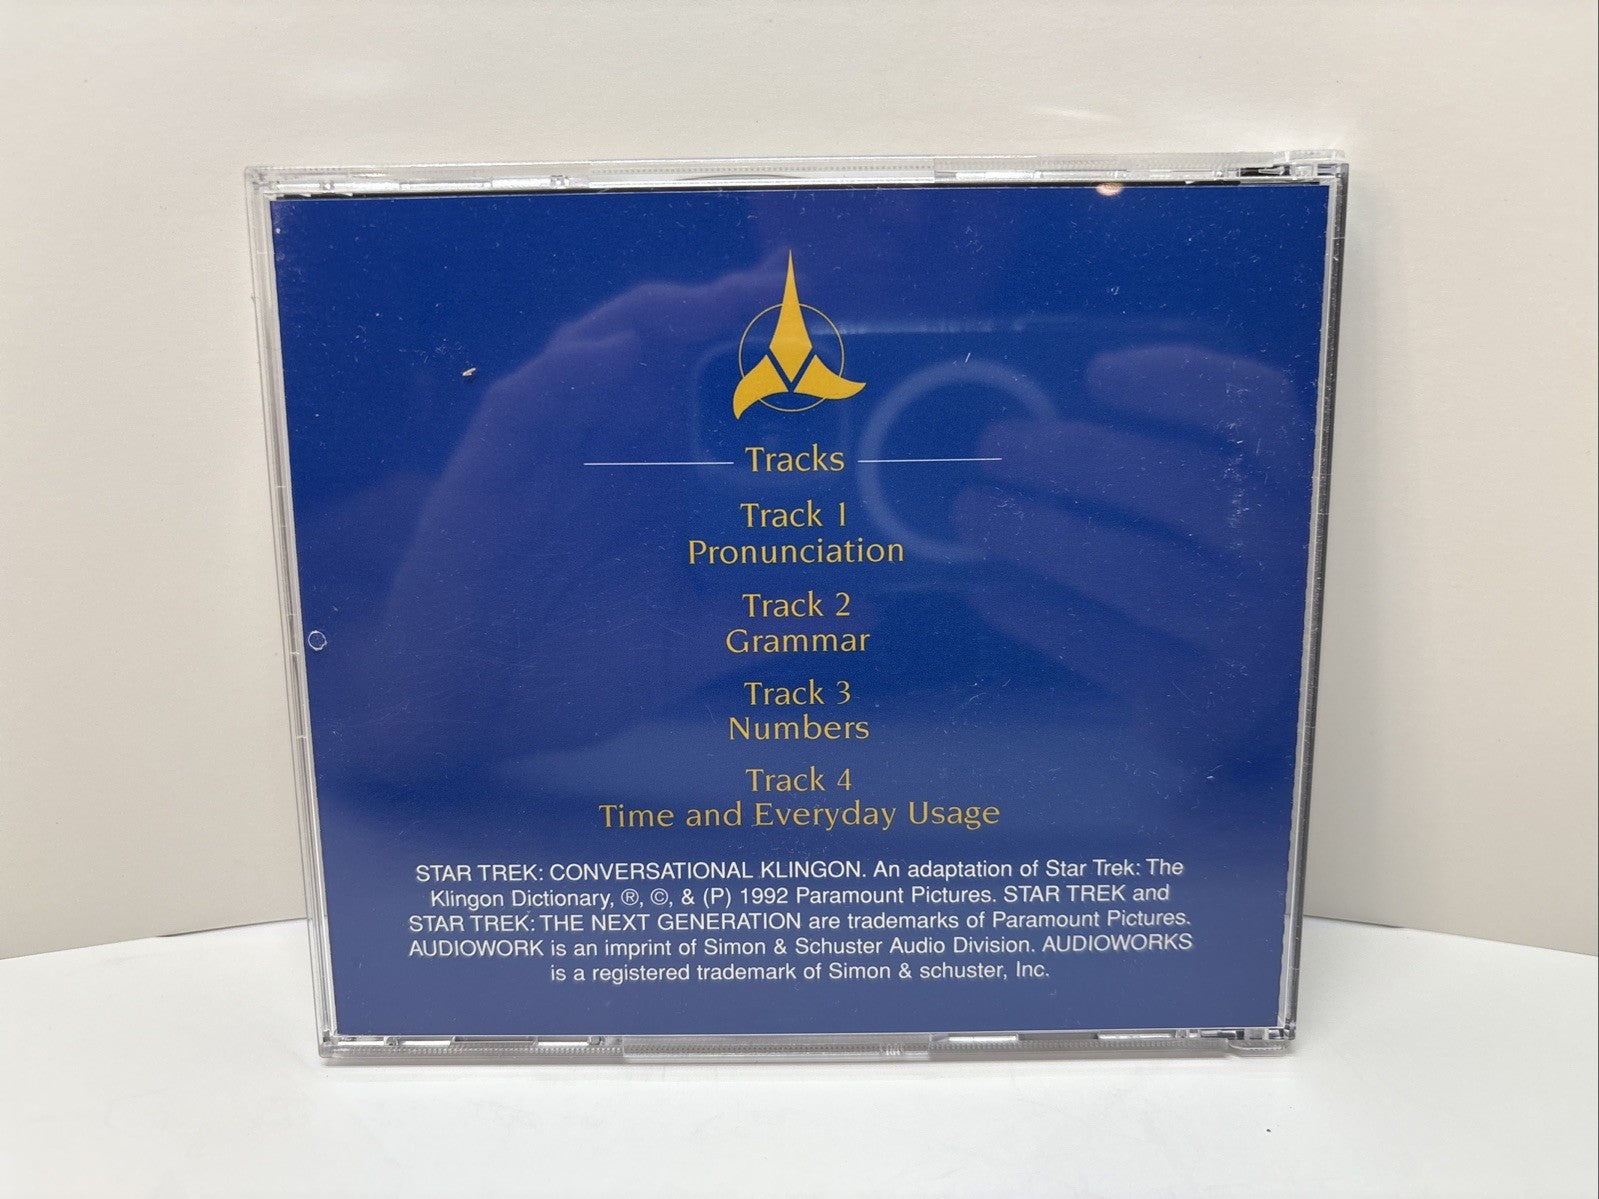 Tracks
Track 1
Pronunciation
Track 2
Grammar
Track 3
Numbers
Track 4
Time and Everyday Usage
STAR TREK: CONVERSATIONAL KLINGON. An adaptation of Star Trek: The
Klingon Dictionary, ®, ©, & (P) 1992 Paramount Pictures. STAR TREK and
STAR TREK: THE NEXT GENERATION are trademarks of Paramount Pictures.
AUDIOWORK is an imprint of Simon & Schuster Audio Division. AUDIOWORKS
is a registered trademark of Simon & schuster, Inc.